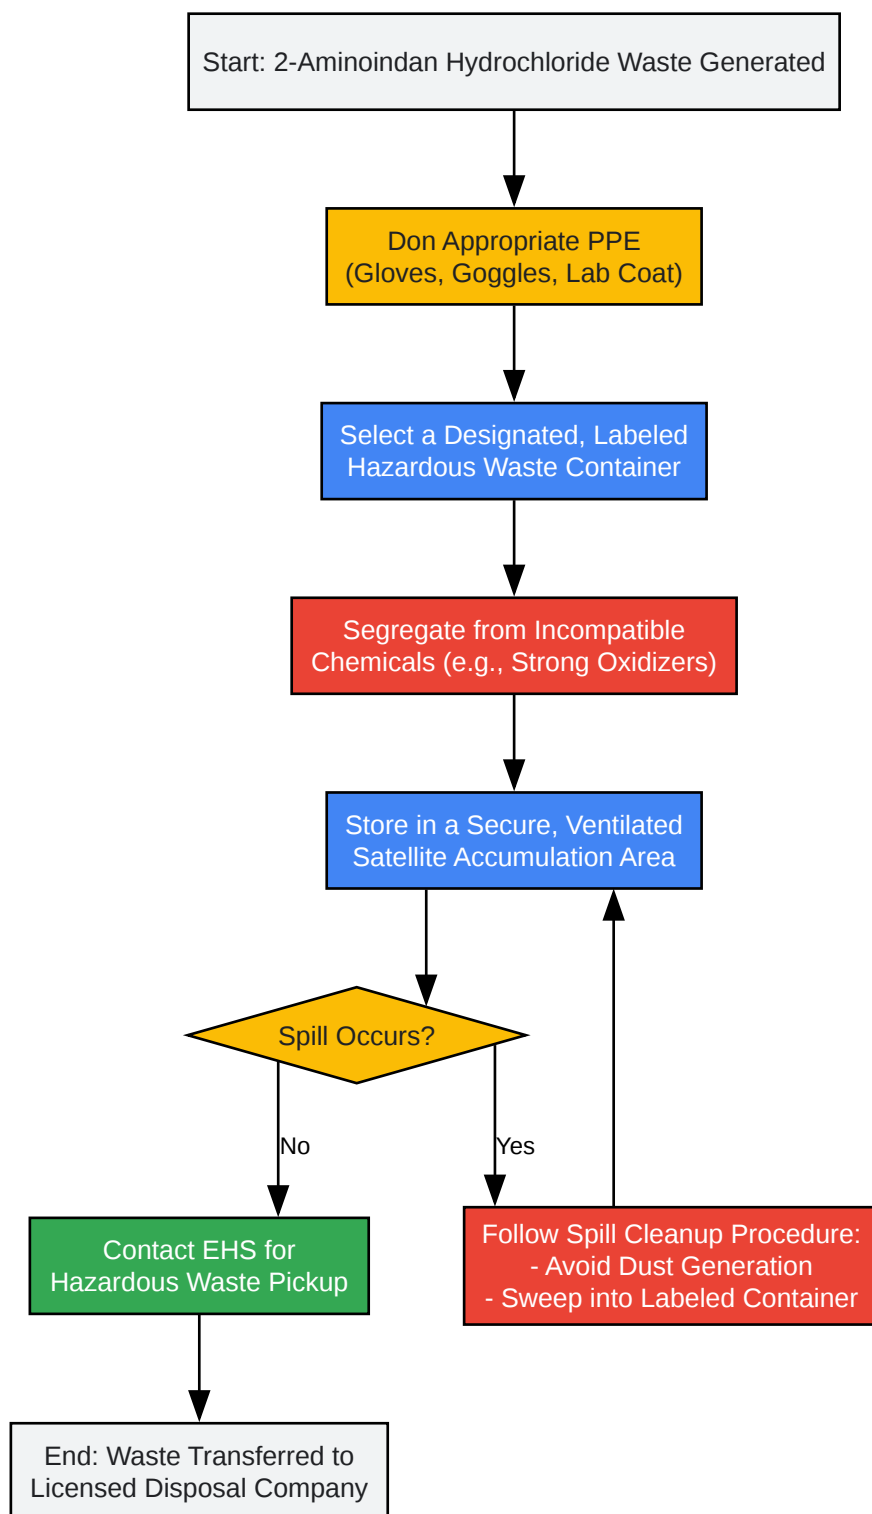 Start: 2-Aminoindan Hydrochloride Waste Generated
Don Appropriate PPE
(Gloves, Goggles, Lab Coat)
Select a Designated, Labeled
Hazardous Waste Container
Segregate from Incompatible
Chemicals (e.g., Strong Oxidizers)
Store in a Secure, Ventilated
Satellite Accumulation Area
Spill Occurs?
No
Yes
Contact EHS for
Hazardous Waste Pickup
Follow Spill Cleanup Procedure:
- Avoid Dust Generation
- Sweep into Labeled Container
End: Waste Transferred to
Licensed Disposal Company